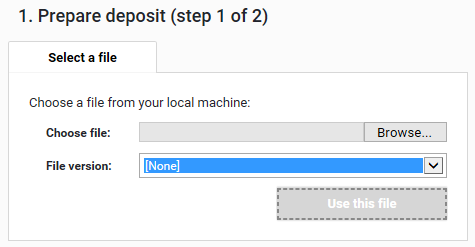 1. Prepare deposit (step 1 of 2)
Select a file
Choose a file from your local machine:
Choose file: Browse...
File version: [None]
Use this file